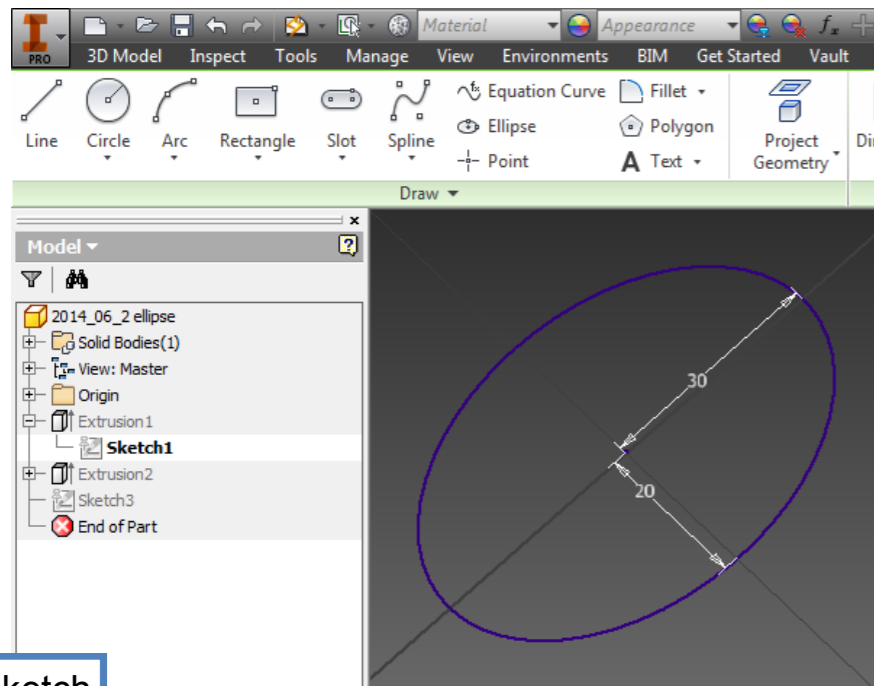 Material Appearance fx
PRO 3D Model Inspect Tools Manage View Environments BIM Get Started Vault
Line Circle Arc Rectangle Slot Spline
Equation Curve
Ellipse
Point
Fillet
Polygon
A Text
Project
Geometry
Draw
Model
2014_06_2 ellipse
Solid Bodies(1)
View: Master
Origin
Extrusion1
Sketch1
Extrusion2
Sketch3
End of Part
30
20